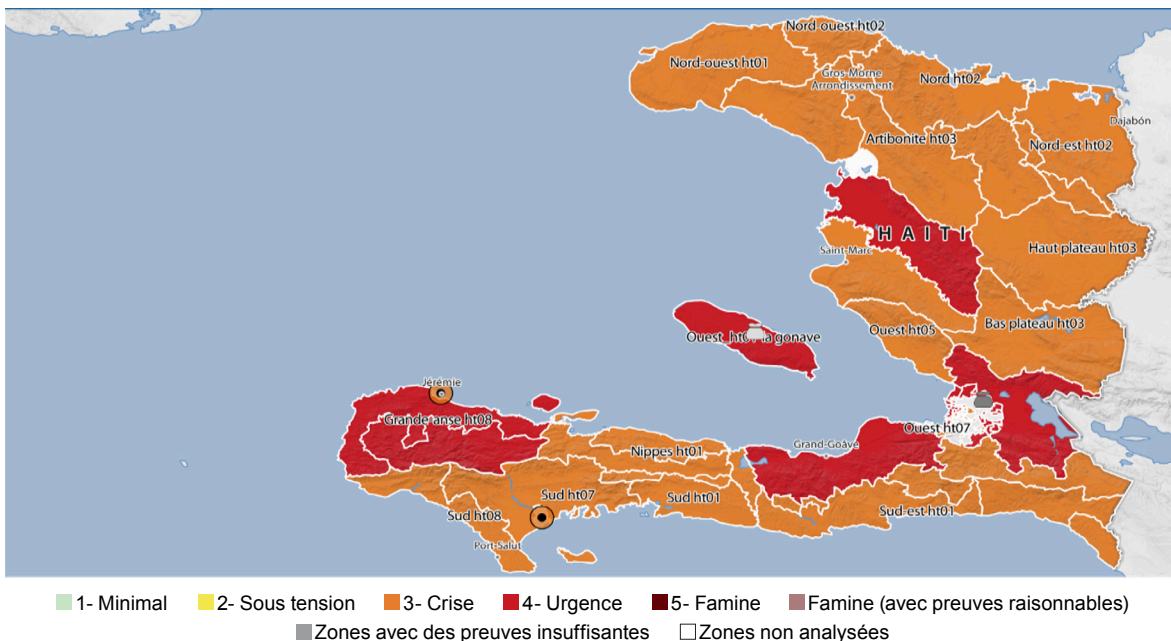 Nord-ouest ht02
Nord-ouest ht01
Gros-Morne
Arrondissement
Nord ht02
Dajabón
Artibonite ht03
Nord-est ht02
HAITI
Saint-Marc
Haut plateau ht03
Ouest ht05
Bas plateau ht03
Jérémie
Grande'anse ht08
Grand-Goâve
Ouest ht07
Nippes ht01
Sud ht07
Sud ht01
Sud ht08
Sud-est ht01
Port-Salut
1- Minimal 2- Sous tension 3- Crise 4- Urgence 5- Famine Famine (avec preuves raisonnables)
Zones avec des preuves insuffisantes Zones non analysées